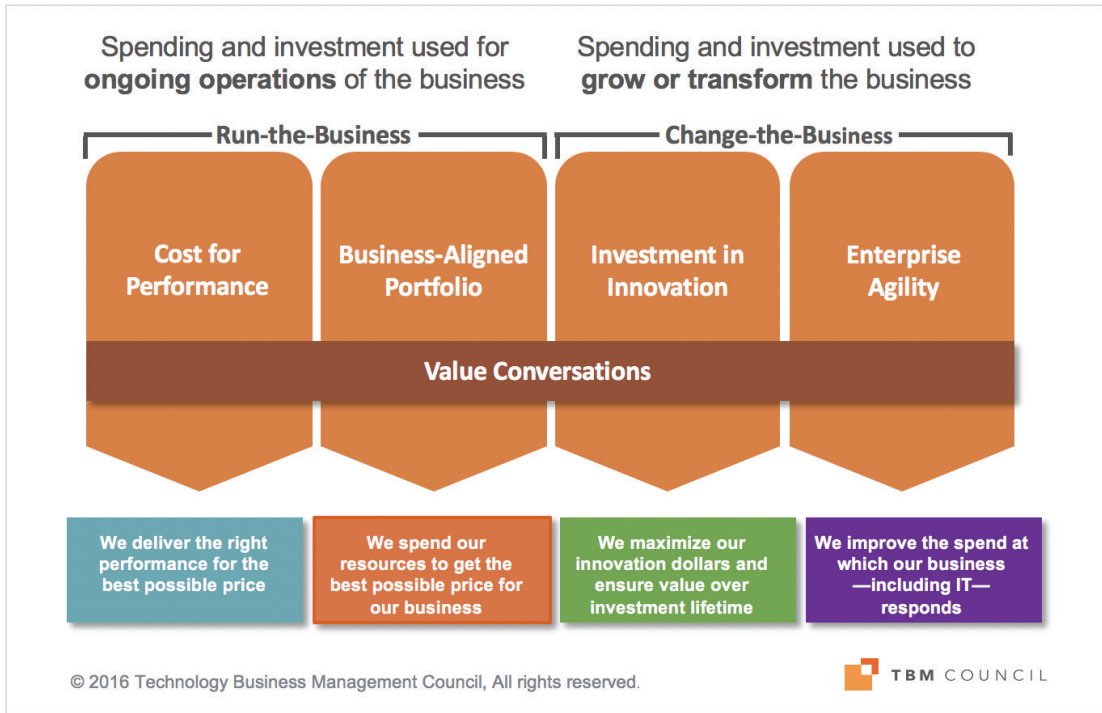 Spending and investment used for
ongoing operations of the business
Spending and investment used to
grow or transform the business
Run-the-Business
Change-the-Business
Cost for
Performance
Business-Aligned
Portfolio
Investment in
Innovation
Enterprise
Agility
Value Conversations
We deliver the right
performance for the
best possible price
We spend our
resources to get the
best possible price for
our business
We maximize our
innovation dollars and
ensure value over
investment lifetime
We improve the spend at
which our business
—including IT—
responds
© 2016 Technology Business Management Council, All rights reserved.
TBM COUNCIL